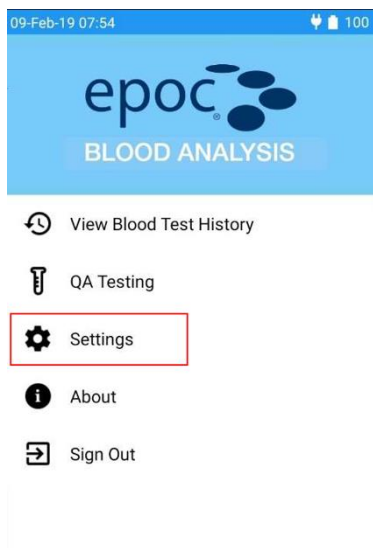 09-Feb-19 07:54 100
epoc®
BLOOD ANALYSIS
View Blood Test History
QA Testing
Settings
About
Sign Out